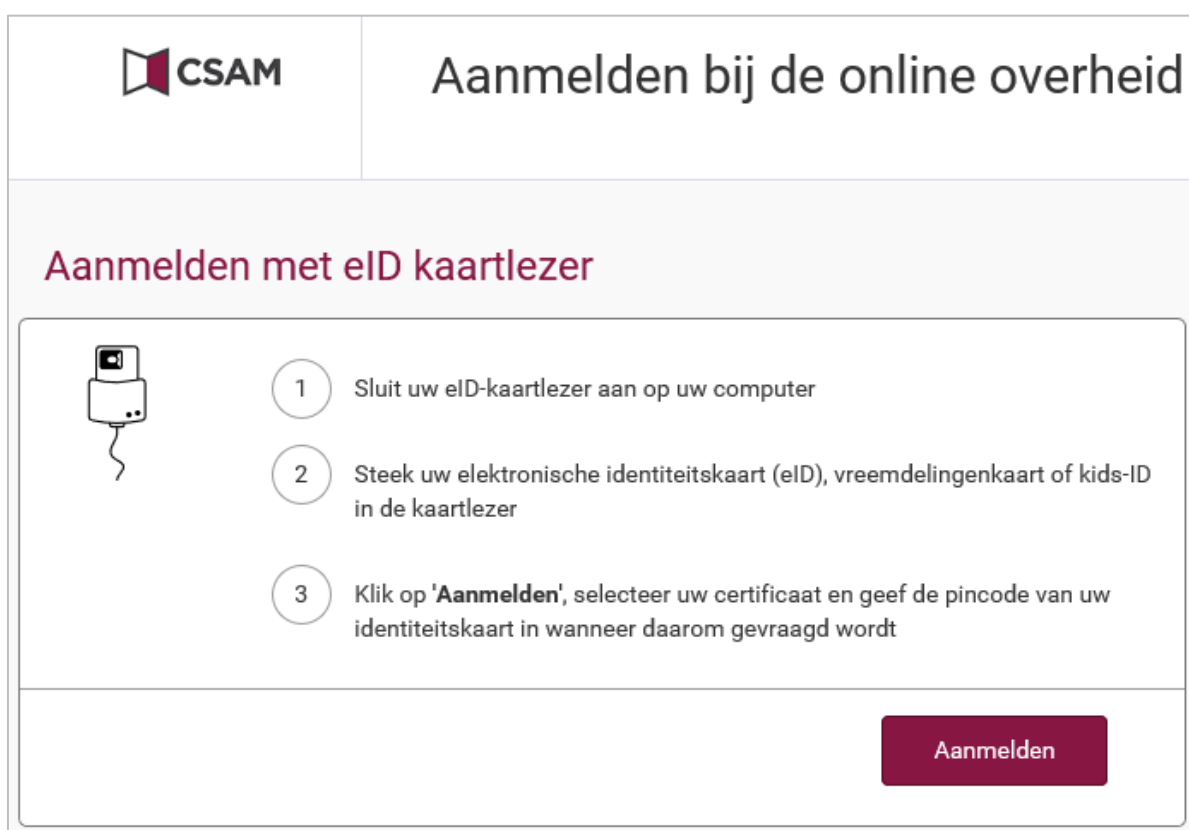 CSAM
Aanmelden bij de online overheid
Aanmelden met eID kaartlezer
1 Sluit uw eID-kaartlezer aan op uw computer
2 Steek uw elektronische identiteitskaart (eID), vreemdelingenkaart of kids-ID
in de kaartlezer
3 Klik op 'Aanmelden', selecteer uw certificaat en geef de pincode van uw
identiteitskaart in wanneer daarom gevraagd wordt
Aanmelden